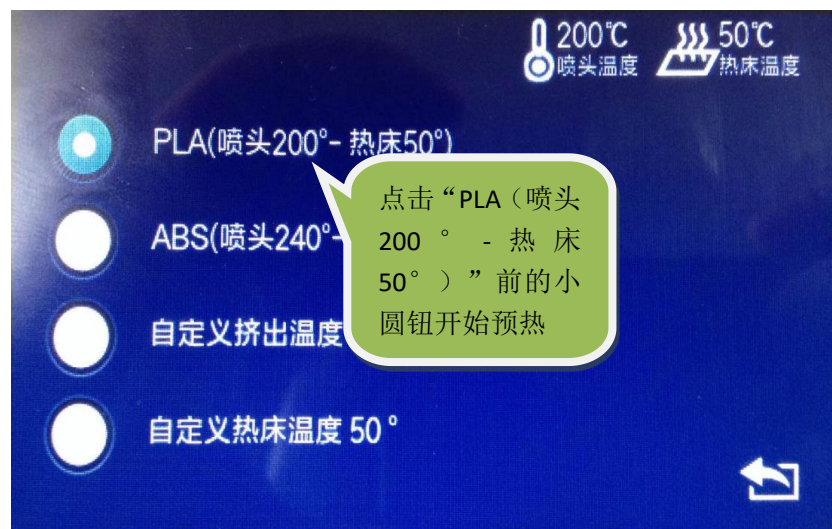 200℃ 50℃
喷头温度 热床温度
PLA(喷头200°- 热床50°)
ABS(喷头240°-
自定义挤出温度
自定义热床温度 50 °
点击“PLA（喷头
200 ° - 热 床
50° ）”前的小
圆钮开始预热